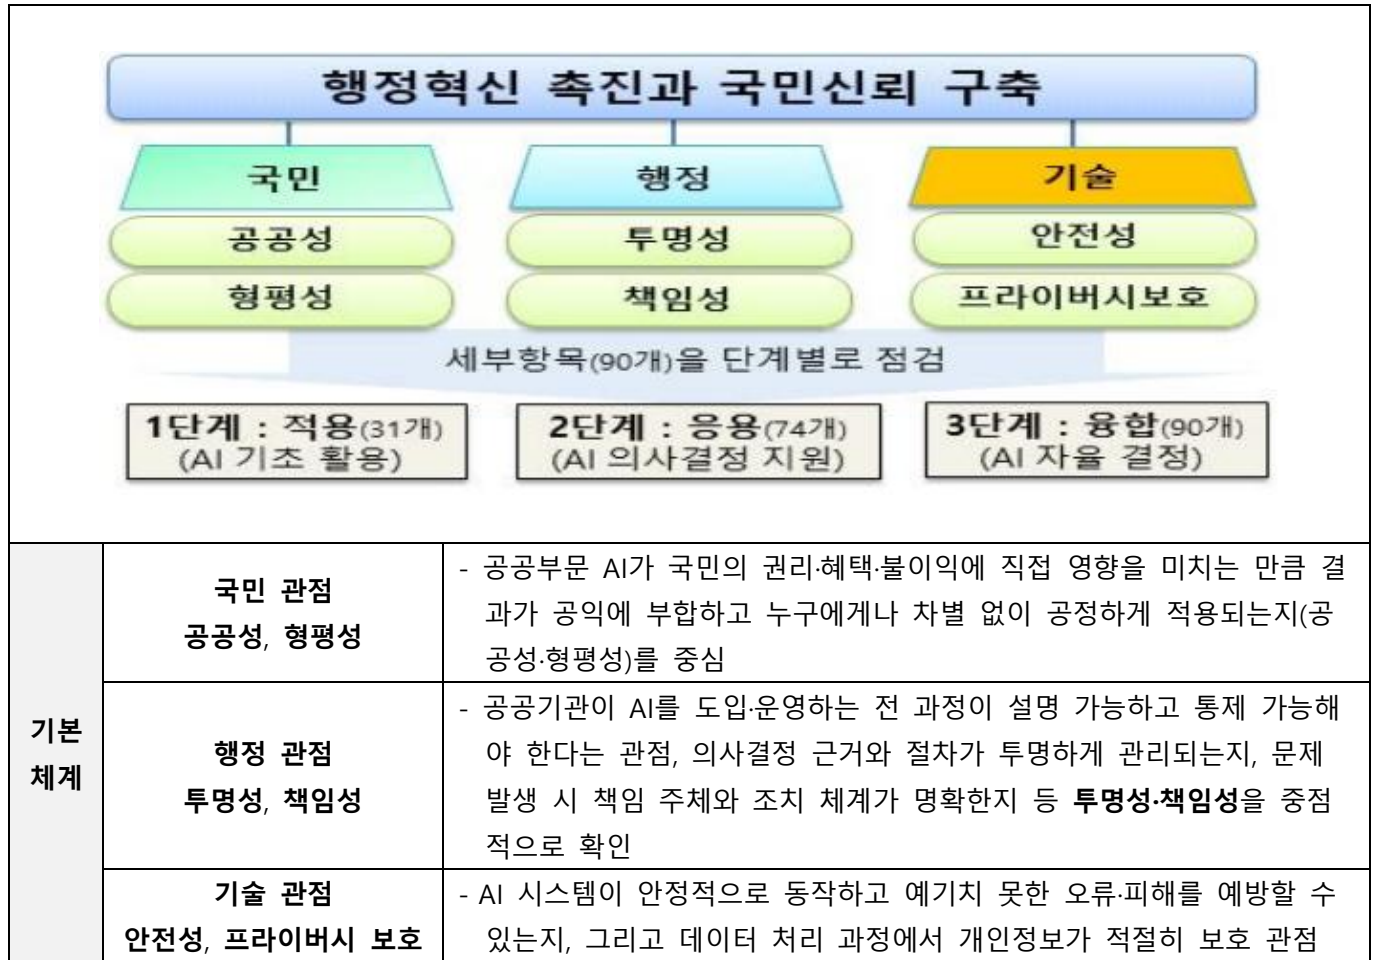 행정혁신 촉진과 국민신뢰 구축
국민
행정
기술
공공성
투명성
안전성
형평성
책임성
프라이버시보호
세부항목(90개)을 단계별로 점검
1단계 : 적용(31개)
(AI 기초 활용)
2단계 : 응용(74개)
(AI 의사결정 지원)
3단계 : 융합(90개)
(AI 자율 결정)
기본
체계
국민 관점
공공성, 형평성
- 공공부문 AI가 국민의 권리·혜택·불이익에 직접 영향을 미치는 만큼 결
과가 공익에 부합하고 누구에게나 차별 없이 공정하게 적용되는지(공
공성·형평성)를 중심
행정 관점
투명성, 책임성
- 공공기관이 AI를 도입·운영하는 전 과정이 설명 가능하고 통제 가능해
야 한다는 관점, 의사결정 근거와 절차가 투명하게 관리되는지, 문제
발생 시 책임 주체와 조치 체계가 명확한지 등 투명성·책임성을 중점
적으로 확인
기술 관점
안전성, 프라이버시 보호
- AI 시스템이 안정적으로 동작하고 예기치 못한 오류·피해를 예방할 수
있는지, 그리고 데이터 처리 과정에서 개인정보가 적절히 보호 관점